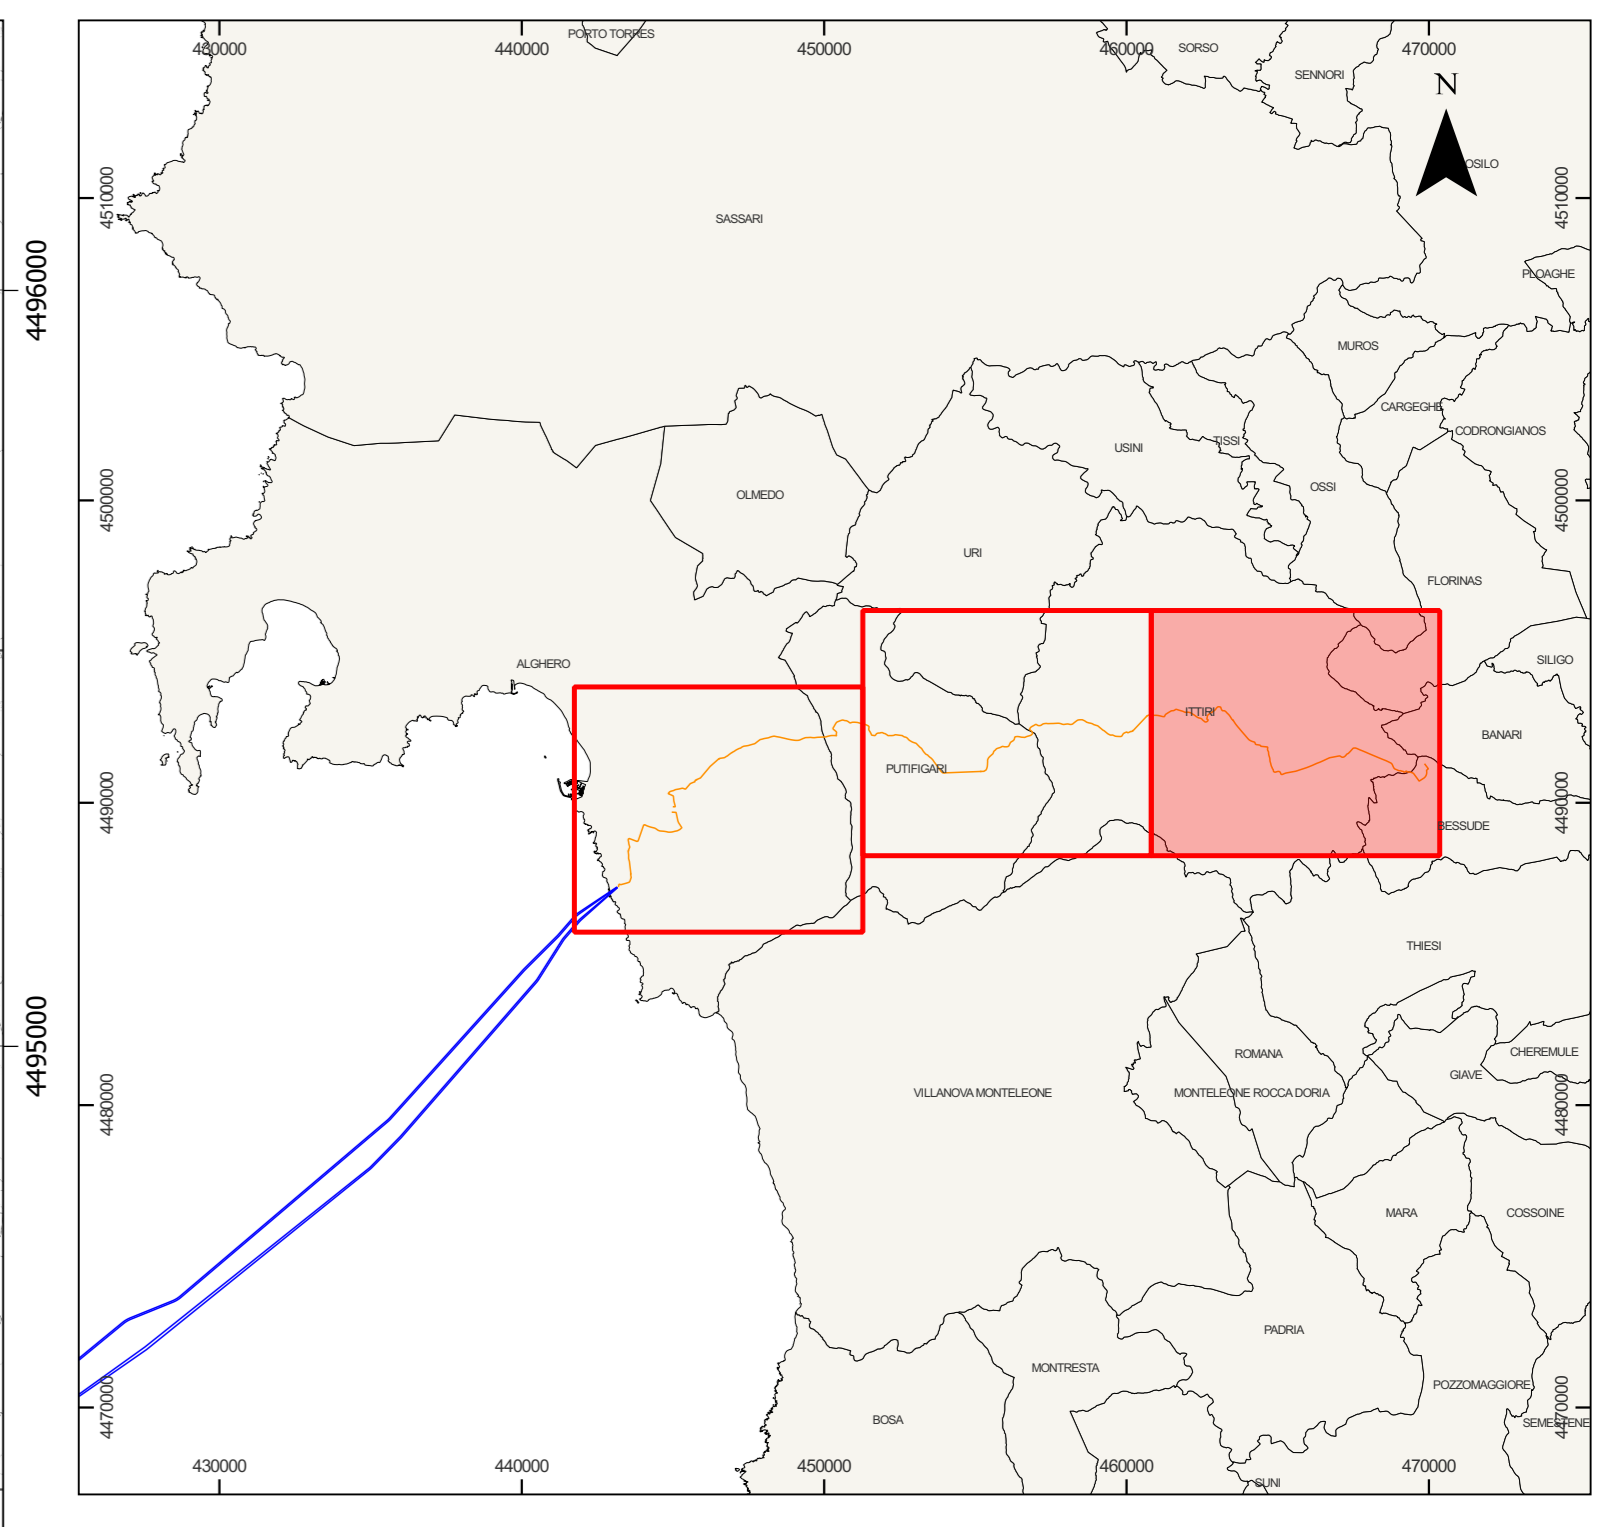 PORTO TORRES
430000 440000 450000 460000 470000
SORSO
SENNORI
N
OSILO
4510000
4510000
SASSARI
4496000
PLOAGHE
MUROS
CARGEGHE
CODRONGIANOS
TISSI
USINI
OSSI
OLMEDO
4500000
4500000
URI
FLORINAS
ALGHERO
SILIGO
ITTIRI
BANARI
PUTIFIGARI
4490000
4490000
BESSUDE
THIESI
4495000
ROMANA
CHEREMULE
GIAVE
VILLANOVA MONTELEONE
MONTELEONE ROCCA DORIA
4480000
4480000
MARA
COSSOINE
PADRIA
MONTRESTA
POZZOMAGGIORE
4470000
4470000
BOSA
SEMESTENE
430000 440000 450000 460000 470000
SUNI